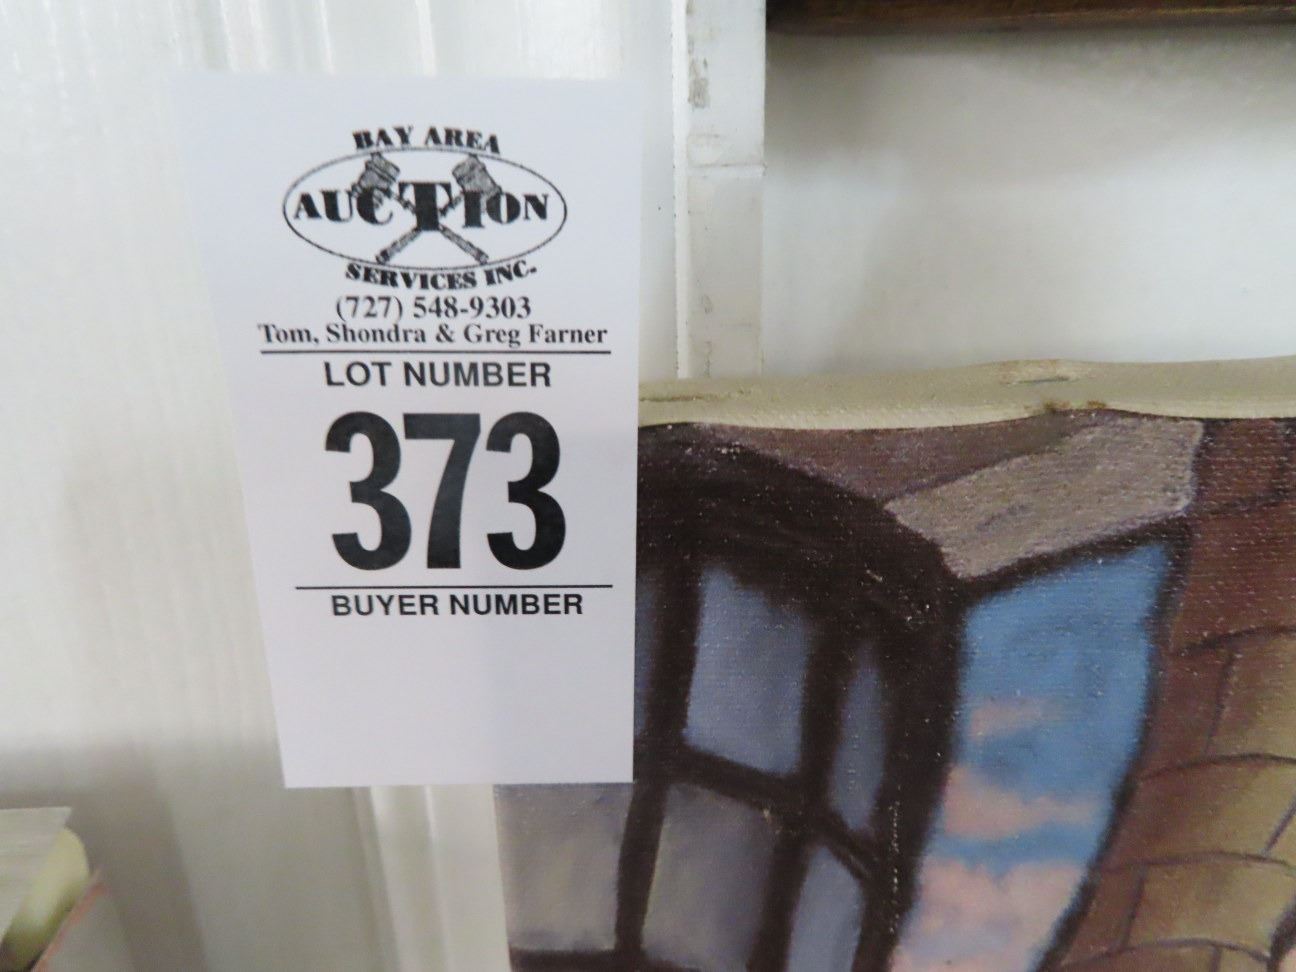 BAY AREA
AUCTION
SERVICES INC.
(727) 548-9303
Tom, Shondra & Greg Farner
LOT NUMBER
373
BUYER NUMBER